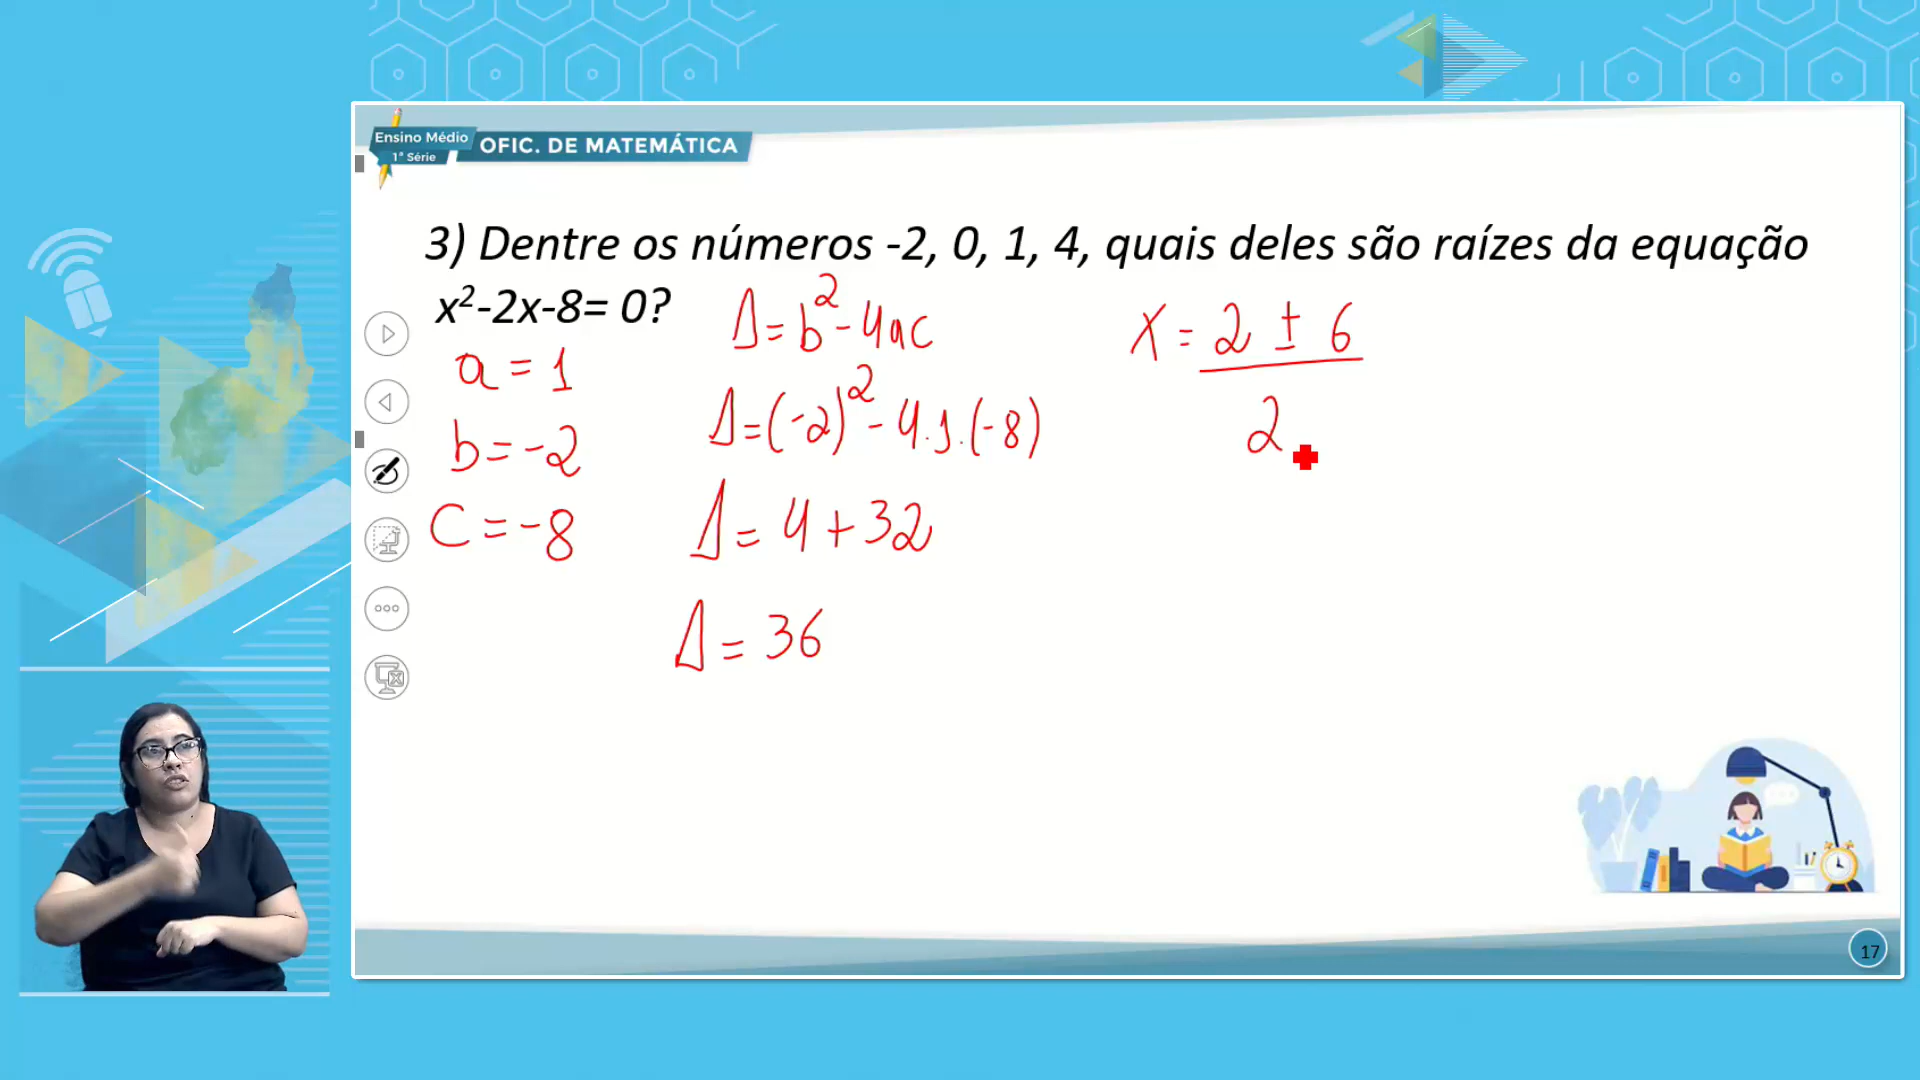 Ensino Médio
1ª Série
OFIC. DE MATEMÁTICA
3) Dentre os números -2, 0, 1, 4, quais deles são raízes da equação
x²-2x-8= 0?
a = 1
b = -2
C = -8
Δ = b² - 4ac
Δ = (-2)² - 4.1.(-8)
Δ = 4 + 32
Δ = 36
X = 2 ± 6
2
17